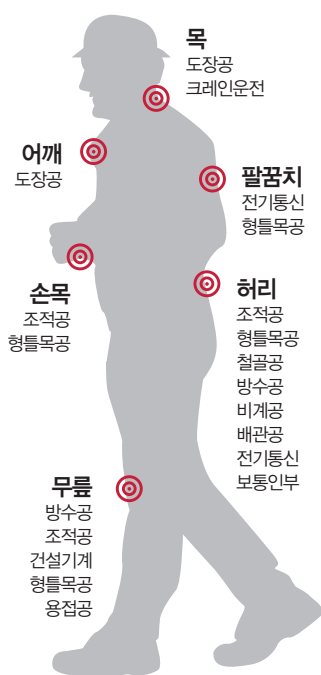 목
도장공
크레인운전
어깨
도장공
팔꿈치
전기통신
형틀목공
손목
조적공
형틀목공
허리
조적공
형틀목공
철골공
방수공
비계공
배관공
전기통신
보통인부
무릎
방수공
조적공
건설기계
형틀목공
용접공